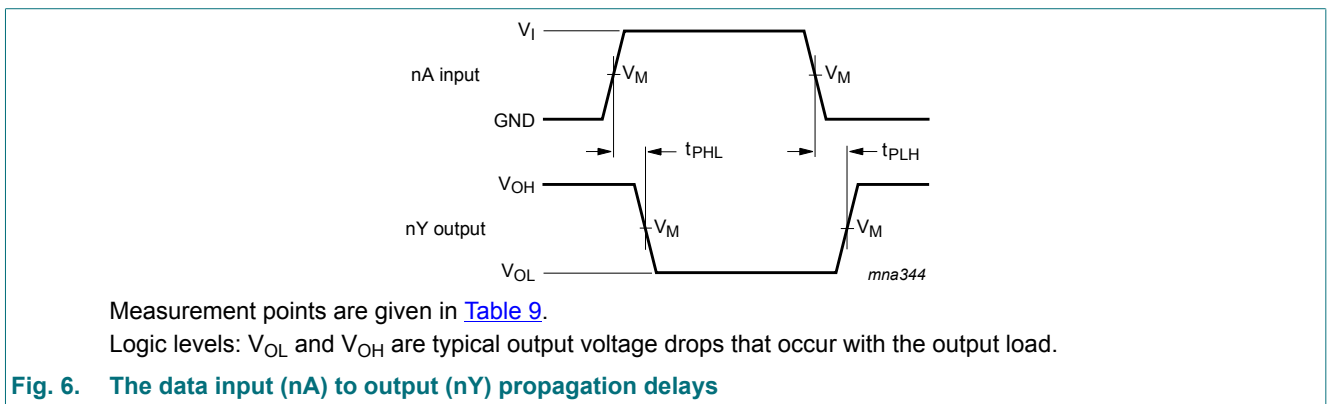 V_I
nA input
V_M
V_M
GND
t_PHL
t_PLH
V_OH
nY output
V_M
V_M
V_OL
mna344
Measurement points are given in Table 9.
Logic levels: V_OL and V_OH are typical output voltage drops that occur with the output load.
Fig. 6. The data input (nA) to output (nY) propagation delays